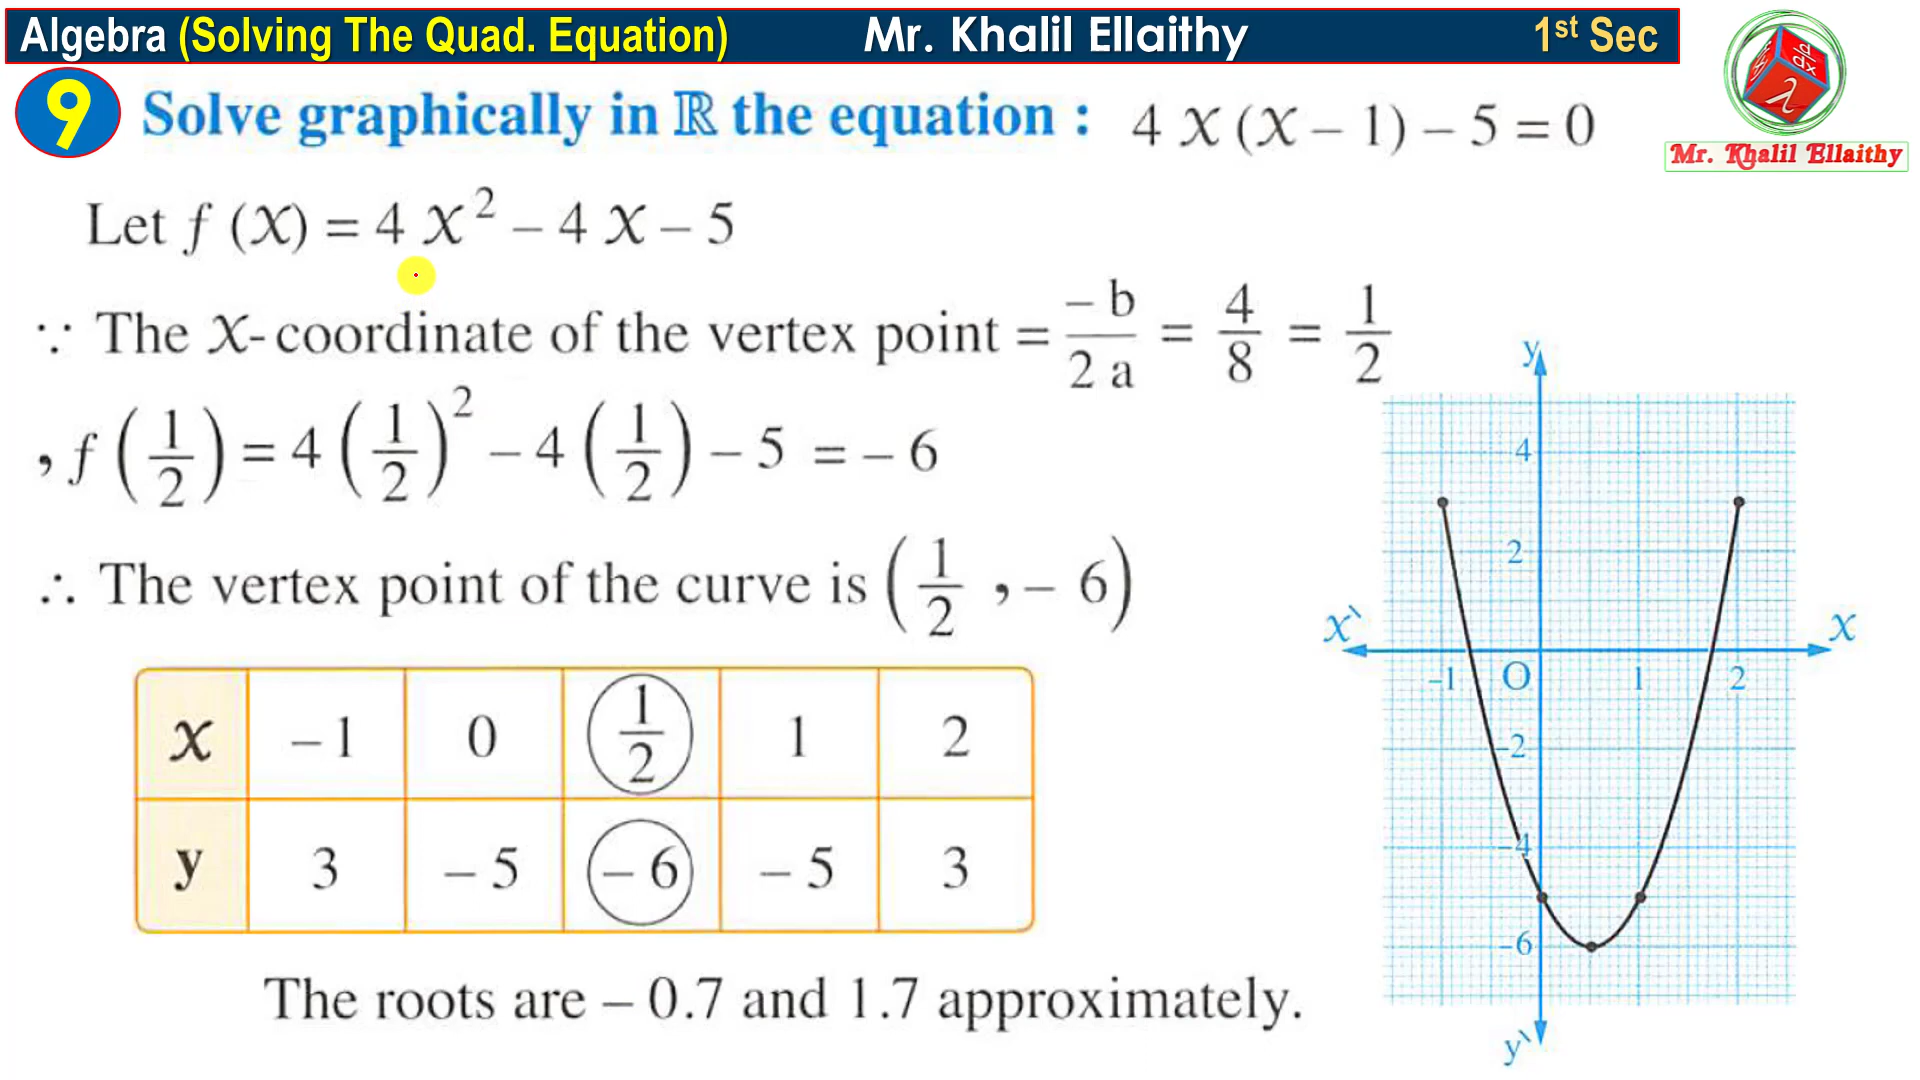 Algebra (Solving The Quad. Equation) Mr. Khalil Ellaithy 1st Sec
9 Solve graphically in ℝ the equation : 4 X (X – 1) – 5 = 0
Mr. Khalil Ellaithy
Let f (X) = 4 X² – 4 X – 5
∵ The X-coordinate of the vertex point = –b/2a = 4/8 = 1/2
, f (1/2) = 4 (1/2)² – 4 (1/2) – 5 = – 6
∴ The vertex point of the curve is (1/2 , – 6)
x –1 0 1/2 1 2
y 3 –5 –6 –5 3
The roots are – 0.7 and 1.7 approximately.
y
4
2
X` X
–1 O 1 2
–2
–4
–6
y`
d/dx
λ